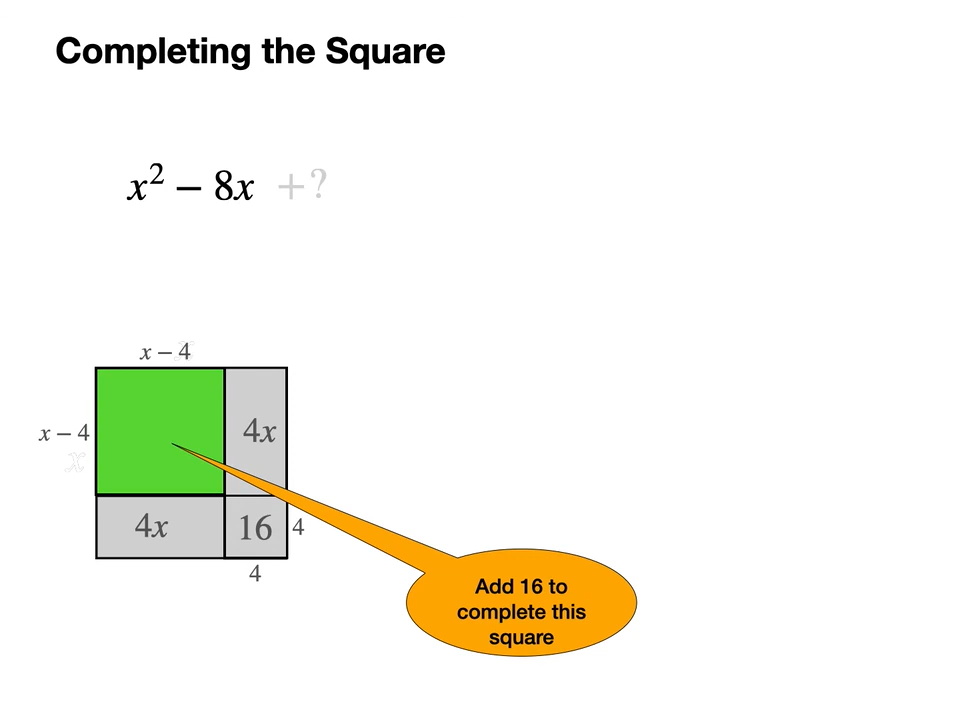 Completing the Square
x² − 8x +?
x − 4
x − 4
4x
x
4x
16
4
4
Add 16 to
complete this
square